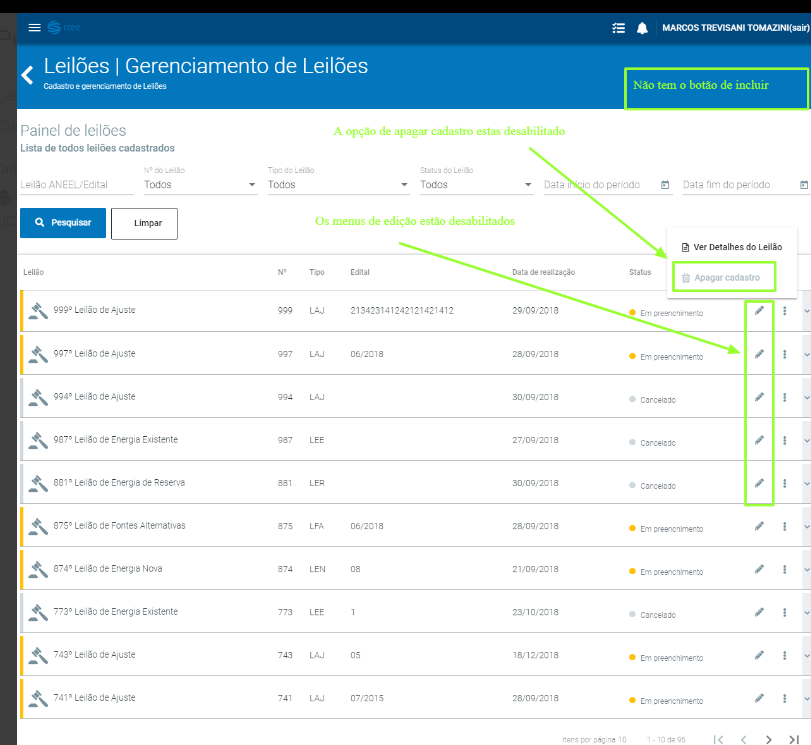 ccee
MARCOS TREVISANI TOMAZINI(sair)
Leilões | Gerenciamento de Leilões
Cadastro e gerenciamento de Leilões
Não tem o botão de incluir
Painel de leilões
A opção de apagar cadastro estas desabilitado
Lista de todos leilões cadastrados
Leilão ANEEL/Edital
Nº do Leilão
Todos
Tipo do Leilão
Todos
Status do Leilão
Todos
Data início do período
Data fim do período
Pesquisar
Limpar
Os menus de edição estão desabilitados
Ver Detalhes do Leilão
Apagar cadastro
Leilão Nº Tipo Edital Data de realização Status
999º Leilão de Ajuste 999 LAJ 213423141242121421412 29/09/2018 Em preenchimento
997º Leilão de Ajuste 997 LAJ 06/2018 28/09/2018 Em preenchimento
994º Leilão de Ajuste 994 LAJ 30/09/2018 Cancelado
987º Leilão de Energia Existente 987 LEE 27/09/2018 Cancelado
881º Leilão de Energia de Reserva 881 LER 30/09/2018 Cancelado
875º Leilão de Fontes Alternativas 875 LFA 06/2018 28/09/2018 Em preenchimento
874º Leilão de Energia Nova 874 LEN 08 21/09/2018 Em preenchimento
773º Leilão de Energia Existente 773 LEE 1 23/10/2018 Cancelado
743º Leilão de Ajuste 743 LAJ 05 18/12/2018 Em preenchimento
741º Leilão de Ajuste 741 LAJ 07/2015 28/09/2018 Em preenchimento
Itens por página 10 1 - 10 de 96